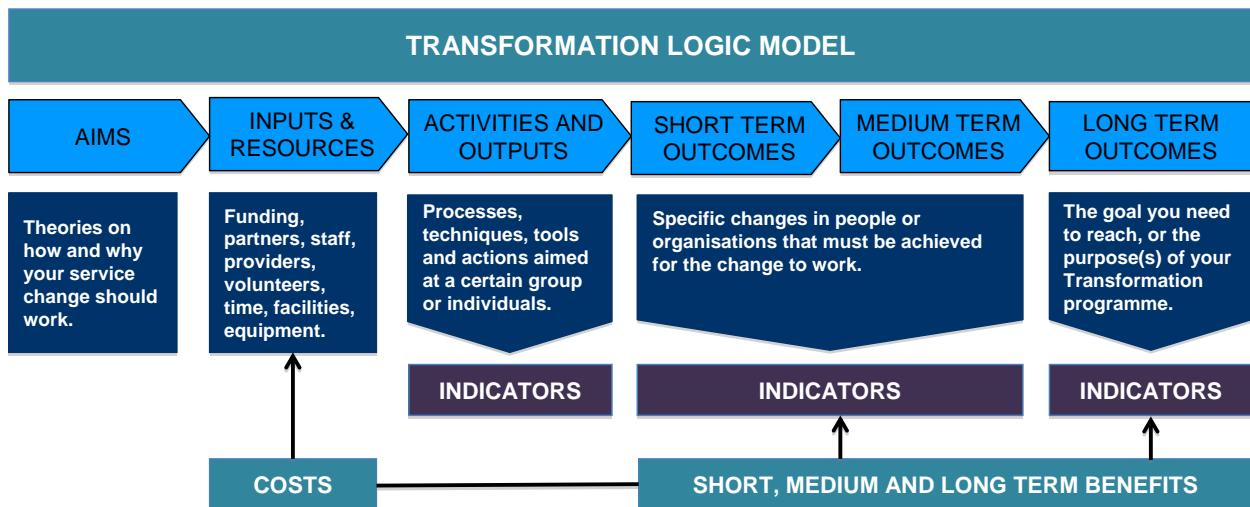 TRANSFORMATION LOGIC MODEL
AIMS
INPUTS &
RESOURCES
ACTIVITIES AND
OUTPUTS
SHORT TERM
OUTCOMES
MEDIUM TERM
OUTCOMES
LONG TERM
OUTCOMES
Theories on
how and why
your service
change should
work.
Funding,
partners, staff,
providers,
volunteers,
time, facilities,
equipment.
Processes,
techniques, tools
and actions aimed
at a certain group
or individuals.
Specific changes in people or
organisations that must be achieved
for the change to work.
The goal you need
to reach, or the
purpose(s) of your
Transformation
programme.
INDICATORS
INDICATORS
INDICATORS
COSTS
SHORT, MEDIUM AND LONG TERM BENEFITS